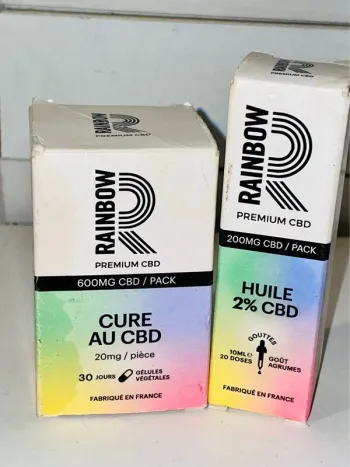 RAINBOW
R
PREMIUM CBD
600MG CBD / PACK
CURE
AU CBD
20mg / pièce
30 JOURS
GÉLULES
VÉGÉTALES
FABRIQUÉ EN FRANCE
RAINBOW
R
PREMIUM CBD
200MG CBD / PACK
HUILE
2% CBD
GOUTTES
10ML
20 DOSES
GOÛT
AGRUMES
FABRIQUÉ EN FRANCE